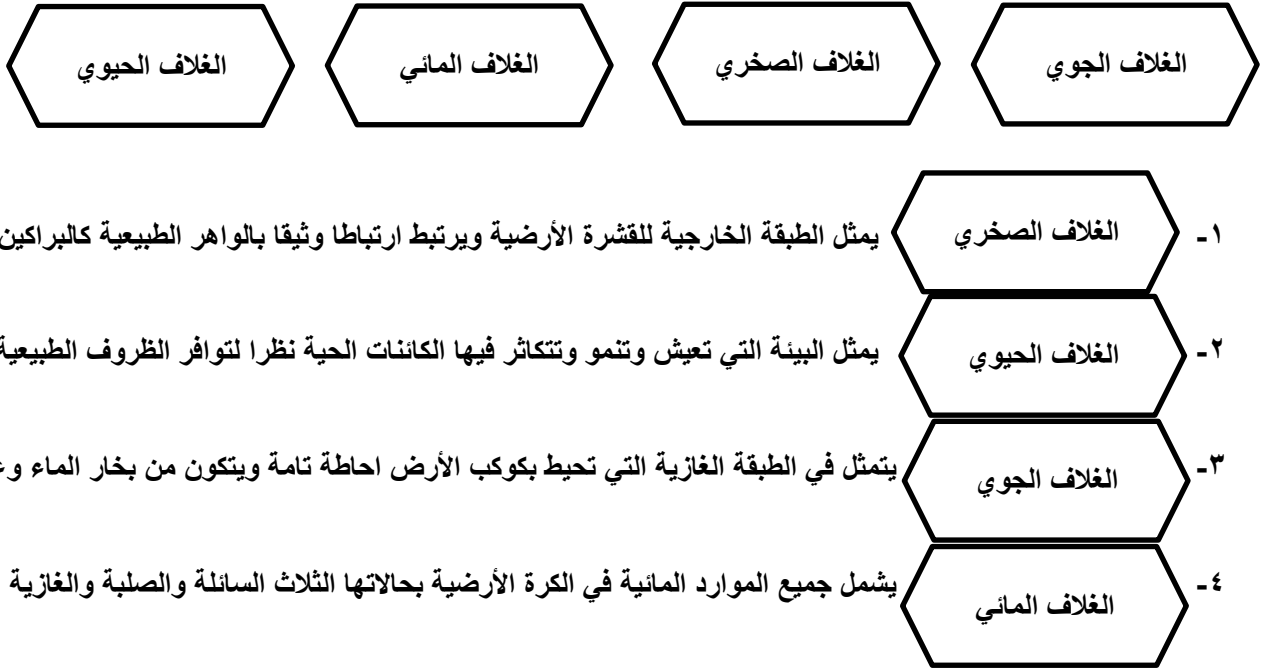 الغلاف الجوي الغلاف الصخري الغلاف المائي الغلاف الحيوي
١- الغلاف الصخري يمثل الطبقة الخارجية للقشرة الأرضية ويرتبط ارتباطا وثيقا بالواهر الطبيعية كالبراكين
٢- الغلاف الحيوي يمثل البيئة التي تعيش وتنمو وتتكاثر فيها الكائنات الحية نظرا لتوافر الظروف الطبيعية
٣- الغلاف الجوي يتمثل في الطبقة الغازية التي تحيط بكوكب الأرض احاطة تامة ويتكون من بخار الماء
٤- الغلاف المائي يشمل جميع الموارد المائية في الكرة الأرضية بحالاتها الثلاث السائلة والصلبة والغازية